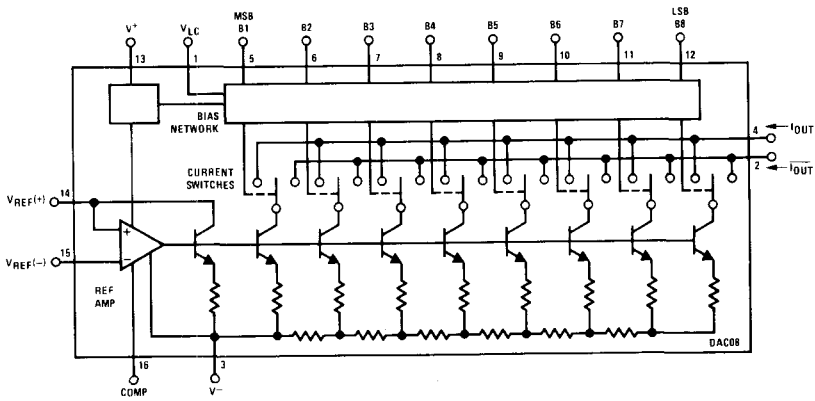 MSB LSB
V+ VLC B1 B2 B3 B4 B5 B6 B7 B8
13 1 5 6 7 8 9 10 11 12
BIAS
NETWORK
4 IOUT
CURRENT
SWITCHES
2 IOUT
14
VREF(+)
+
15
VREF(−)
−
REF
AMP
DAC08
16 3
COMP V−